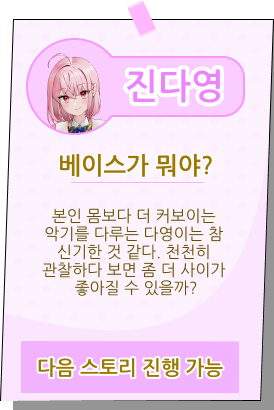 진다영
베이스가 뭐야?
본인 몸보다 더 커보이는
악기를 다루는 다영이는 참
신기한 것 같다. 천천히
관찰하다 보면 좀 더 사이가
좋아질 수 있을까?
다음 스토리 진행 가능